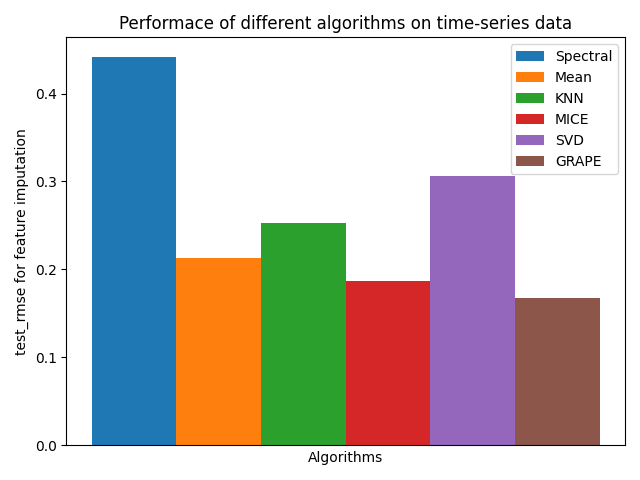 Performace of different algorithms on time-series data
Spectral
Mean
KNN
MICE
SVD
GRAPE
test_rmse for feature imputation
0.4
0.3
0.2
0.1
0.0
Algorithms